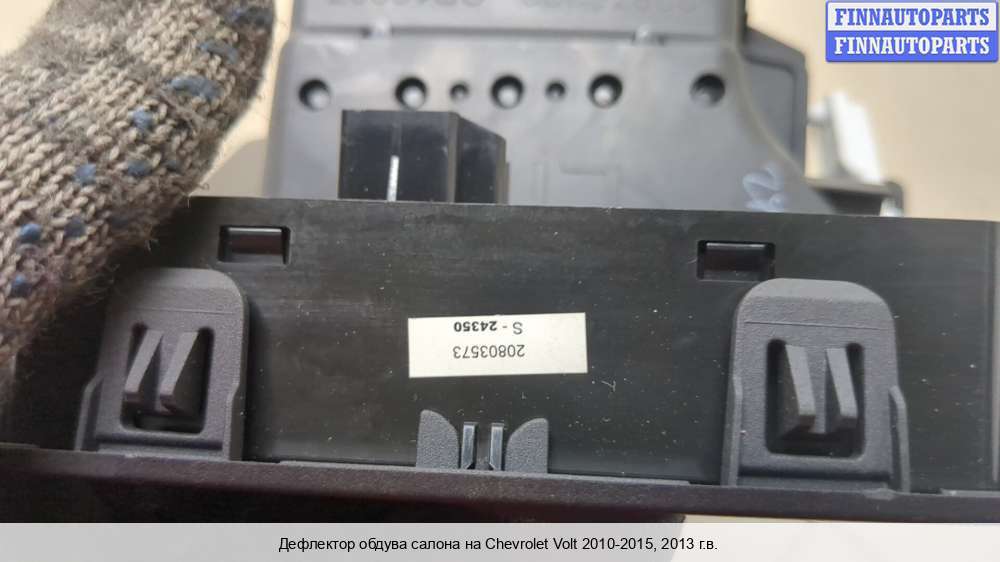 FINNAUTOPARTS
FINNAUTOPARTS
20803573
S - 24350
Дефлектор обдува салона на Chevrolet Volt 2010-2015, 2013 г.в.